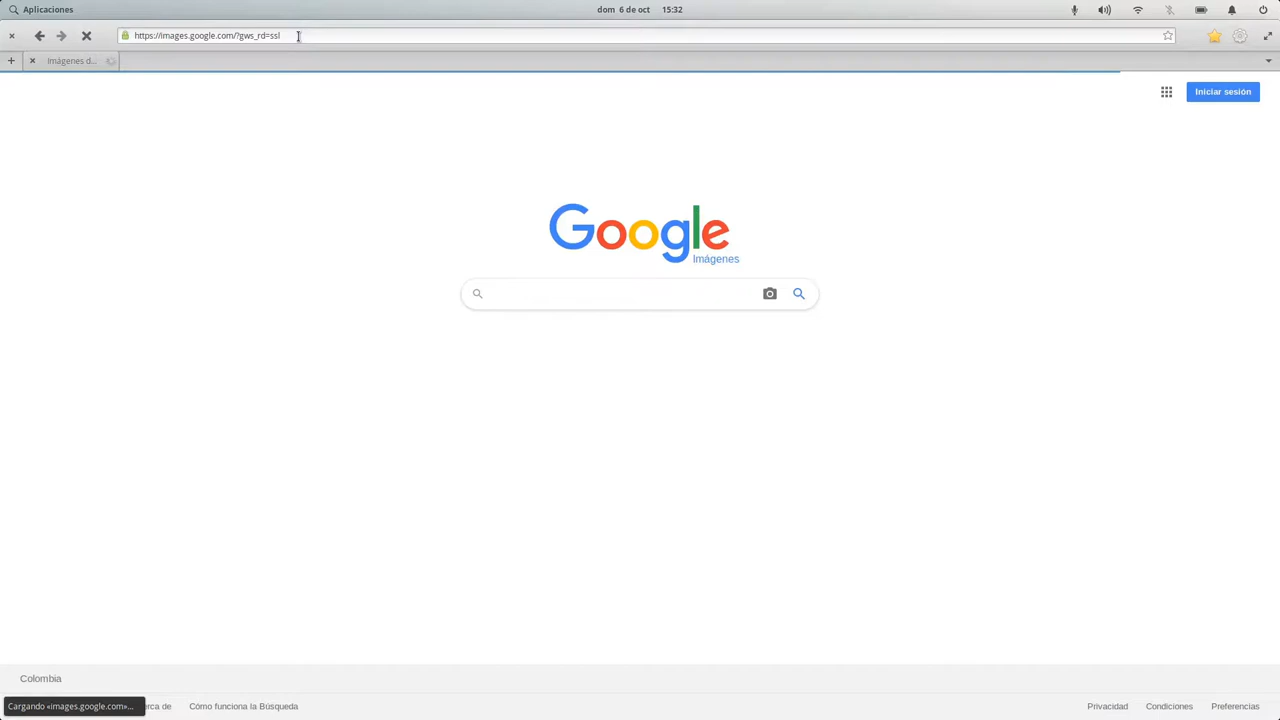 Aplicaciones
dom 6 de oct 15:32
https://images.google.com/?gws_rd=ssl
Imágenes d...
Iniciar sesión
Google
Imágenes
Colombia
Cargando «images.google.com»...
erca de
Cómo funciona la Búsqueda
Privacidad
Condiciones
Preferencias